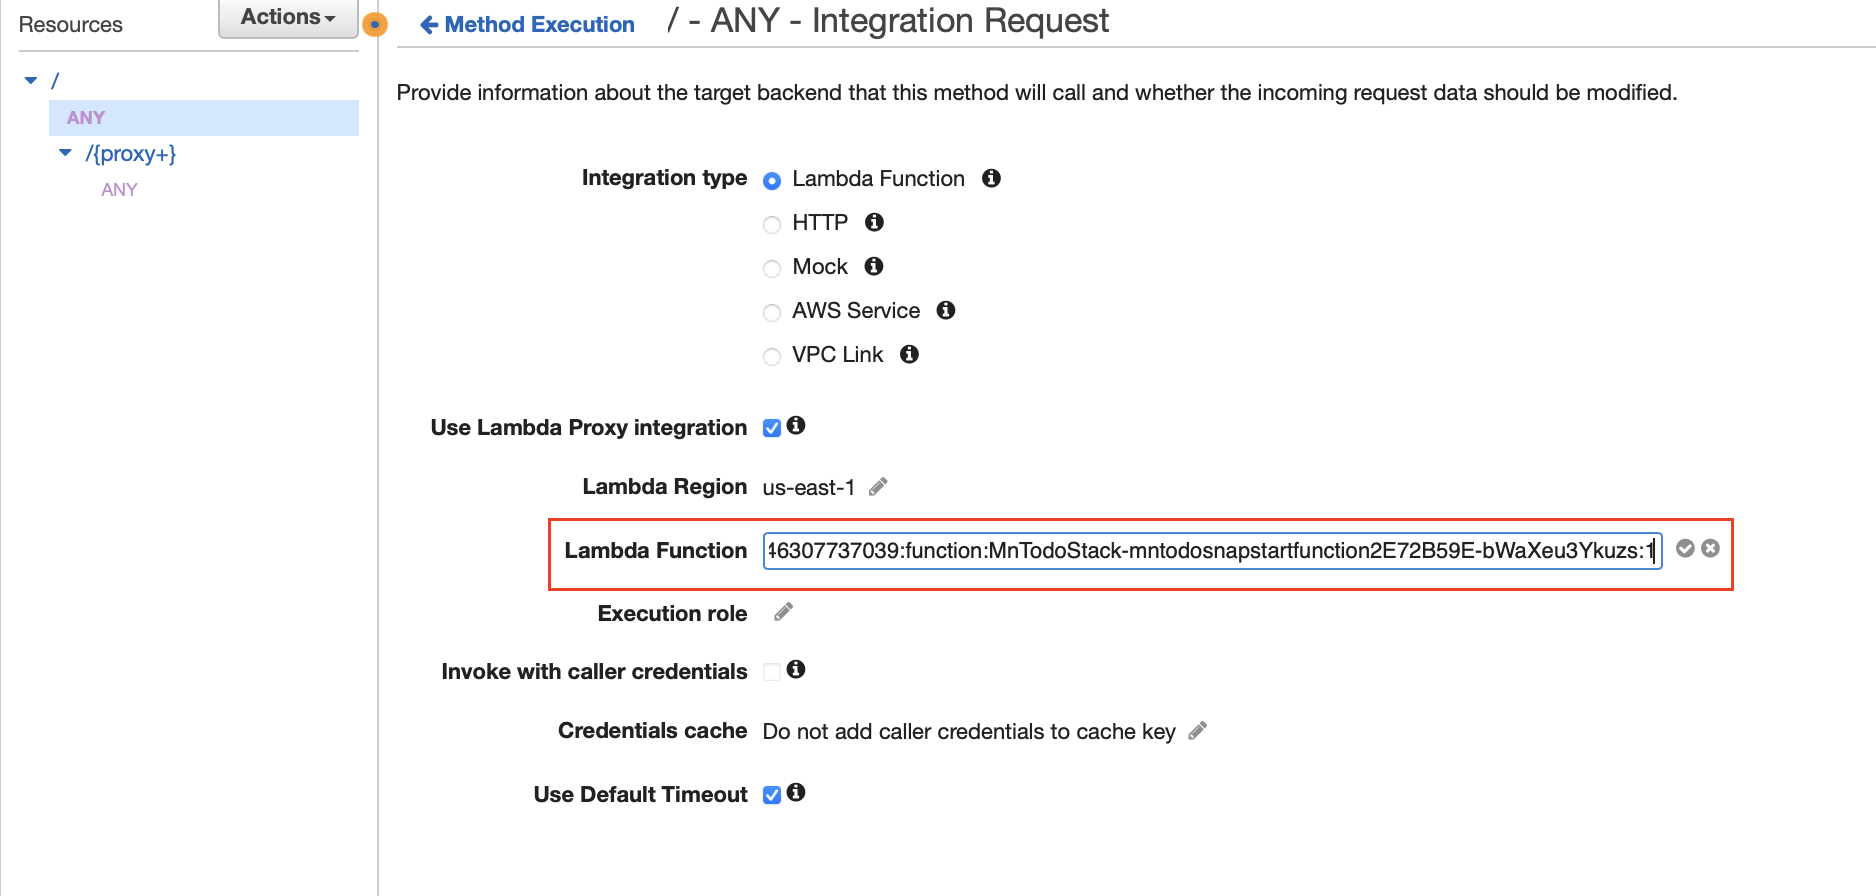 Resources
Actions
Method Execution
/ - ANY - Integration Request
/
ANY
/{proxy+}
ANY
Provide information about the target backend that this method will call and whether the incoming request data should be modified.
Integration type
Lambda Function
HTTP
Mock
AWS Service
VPC Link
Use Lambda Proxy integration
Lambda Region us-east-1
Lambda Function 46307737039:function:MnTodoStack-mntodosnapstartfunction2E72B59E-bWaXeu3Ykuzs:1
Execution role
Invoke with caller credentials
Credentials cache Do not add caller credentials to cache key
Use Default Timeout